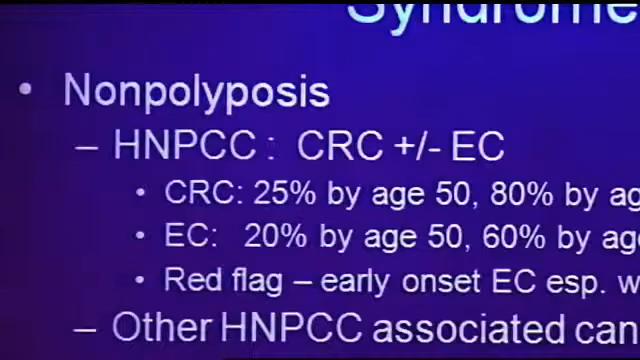 Syndrome
• Nonpolyposis
– HNPCC : CRC +/- EC
• CRC: 25% by age 50, 80% by ag
• EC: 20% by age 50, 60% by age
• Red flag – early onset EC esp. w
– Other HNPCC associated can